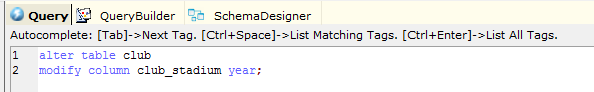 Query QueryBuilder SchemaDesigner
Autocomplete: [Tab]->Next Tag. [Ctrl+Space]->List Matching Tags. [Ctrl+Enter]->List All Tags.
1 alter table club
2 modify column club_stadium year;